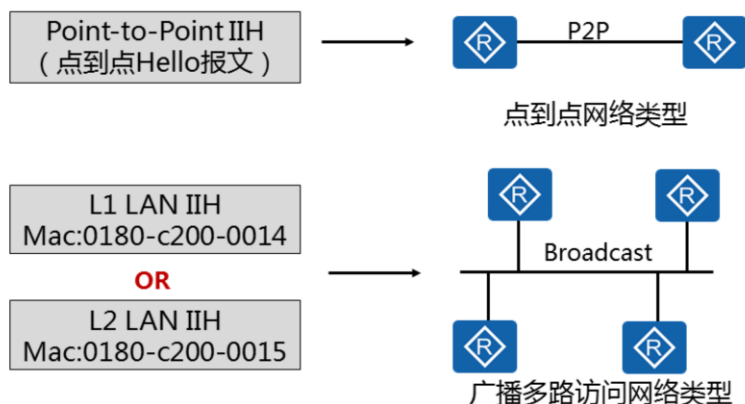 Point-to-Point IIH
（点到点Hello报文）
R
P2P
R
点到点网络类型
L1 LAN IIH
Mac:0180-c200-0014
OR
L2 LAN IIH
Mac:0180-c200-0015
R
R
Broadcast
R
R
广播多路访问网络类型